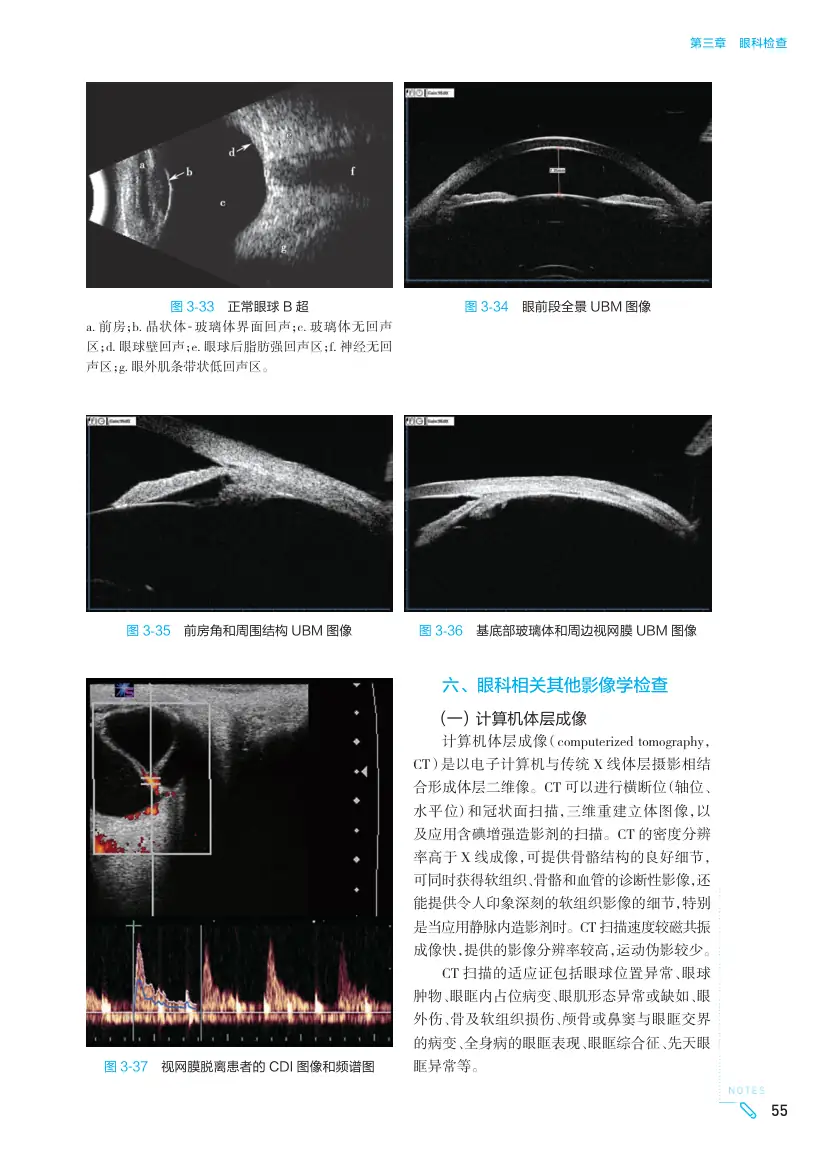 第三章 眼科检查
a
b
c
d
e
f
g
图 3-33 正常眼球 B 超
a. 前房;b. 晶状体-玻璃体界面回声;c. 玻璃体无回声
区;d. 眼球壁回声;e. 眼球后脂肪强回声区;f. 神经无回
声区;g. 眼外肌条带状低回声区。
图 3-34 眼前段全景 UBM 图像
图 3-35 前房角和周围结构 UBM 图像
图 3-36 基底部玻璃体和周边视网膜 UBM 图像
图 3-37 视网膜脱离患者的 CDI 图像和频谱图
六、眼科相关其他影像学检查
(一) 计算机体层成像
计算机体层成像(computerized tomography,
CT)是以电子计算机与传统 X 线体层摄影相结
合形成体层二维像。CT 可以进行横断位(轴位、
水平位)和冠状面扫描,三维重建立体图像,以
及应用含碘增强造影剂的扫描。CT 的密度分辨
率高于 X 线成像,可提供骨骼结构的良好细节,
可同时获得软组织、骨骼和血管的诊断性影像,还
能提供令人印象深刻的软组织影像的细节,特别
是当应用静脉内造影剂时。CT 扫描速度较磁共振
成像快,提供的影像分辨率较高,运动伪影较少。
CT 扫描的适应证包括眼球位置异常、眼球
肿物、眼眶内占位病变、眼肌形态异常或缺如、眼
外伤、骨及软组织损伤、颅骨或鼻窦与眼眶交界
的病变、全身病的眼眶表现、眼眶综合征、先天眼
眶异常等。
NOTES
55